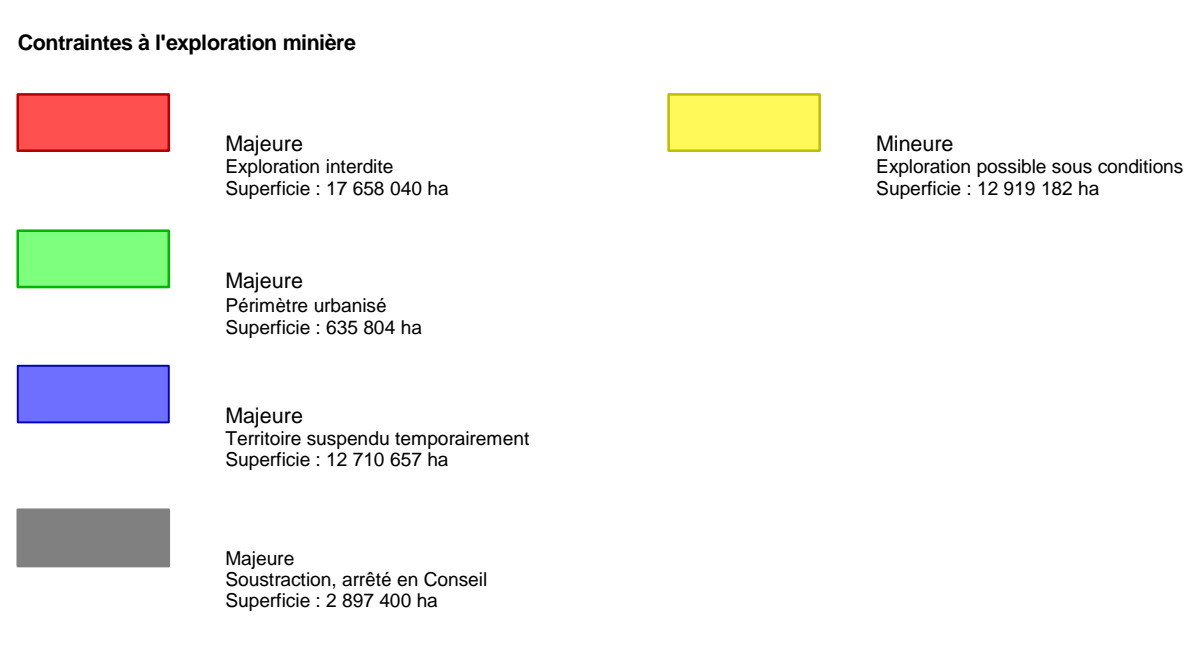 Contraintes à l'exploration minière
Majeure
Exploration interdite
Superficie : 17 658 040 ha
Mineure
Exploration possible sous conditions
Superficie : 12 919 182 ha
Majeure
Périmètre urbanisé
Superficie : 635 804 ha
Majeure
Territoire suspendu temporairement
Superficie : 12 710 657 ha
Majeure
Soustraction, arrêté en Conseil
Superficie : 2 897 400 ha